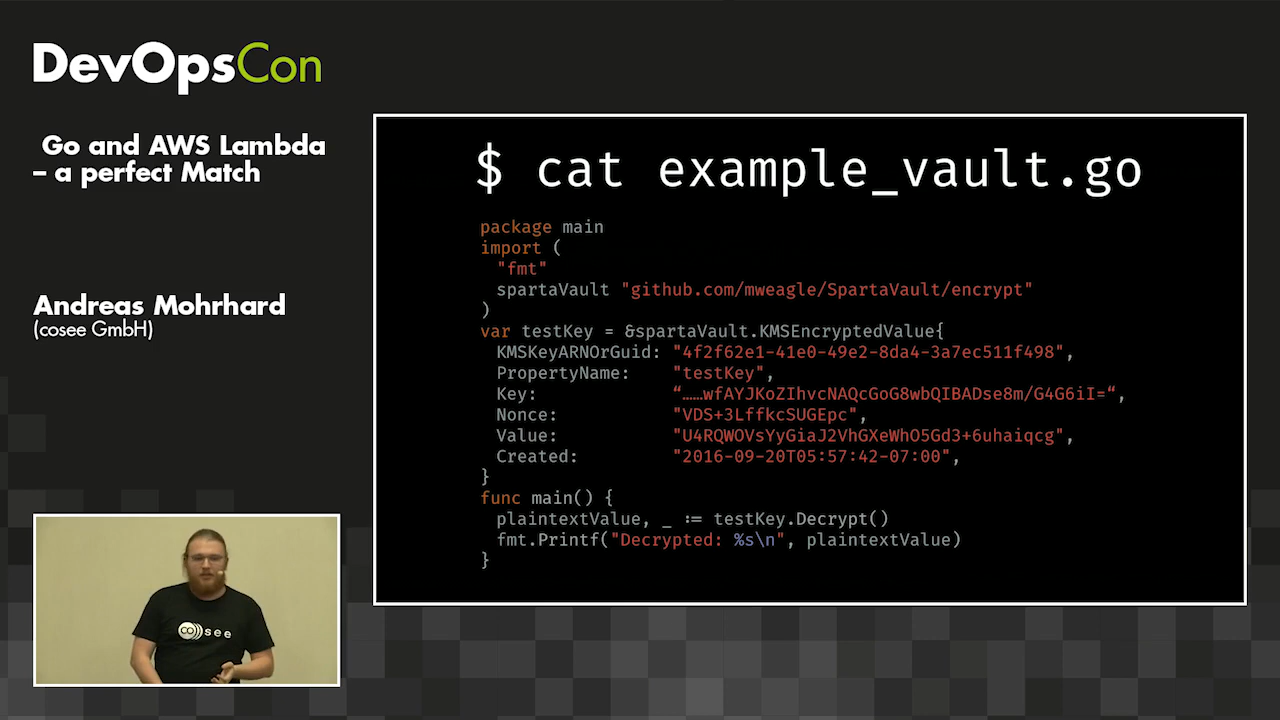 DevOpsCon
Go and AWS Lambda
– a perfect Match
Andreas Mohrhard
(cosee GmbH)
$ cat example_vault.go
package main
import (
"fmt"
spartaVault "github.com/mweagle/SpartaVault/encrypt"
)
var testKey = &spartaVault.KMSEncryptedValue{
KMSKeyARNOrGuid: "4f2f62e1-41e0-49e2-8da4-3a7ec511f498",
PropertyName: "testKey",
Key: “……wfAYJKoZIhvcNAQcGoG8wbQIBADse8m/G4G6iI=“,
Nonce: "VDS+3LffkcSUGEpc",
Value: "U4RQWOVsYyGiaJ2VhGXeWhO5Gd3+6uhaiqcg",
Created: "2016-09-20T05:57:42-07:00",
}
func main() {
plaintextValue, _ := testKey.Decrypt()
fmt.Printf("Decrypted: %s\n", plaintextValue)
}
cosee